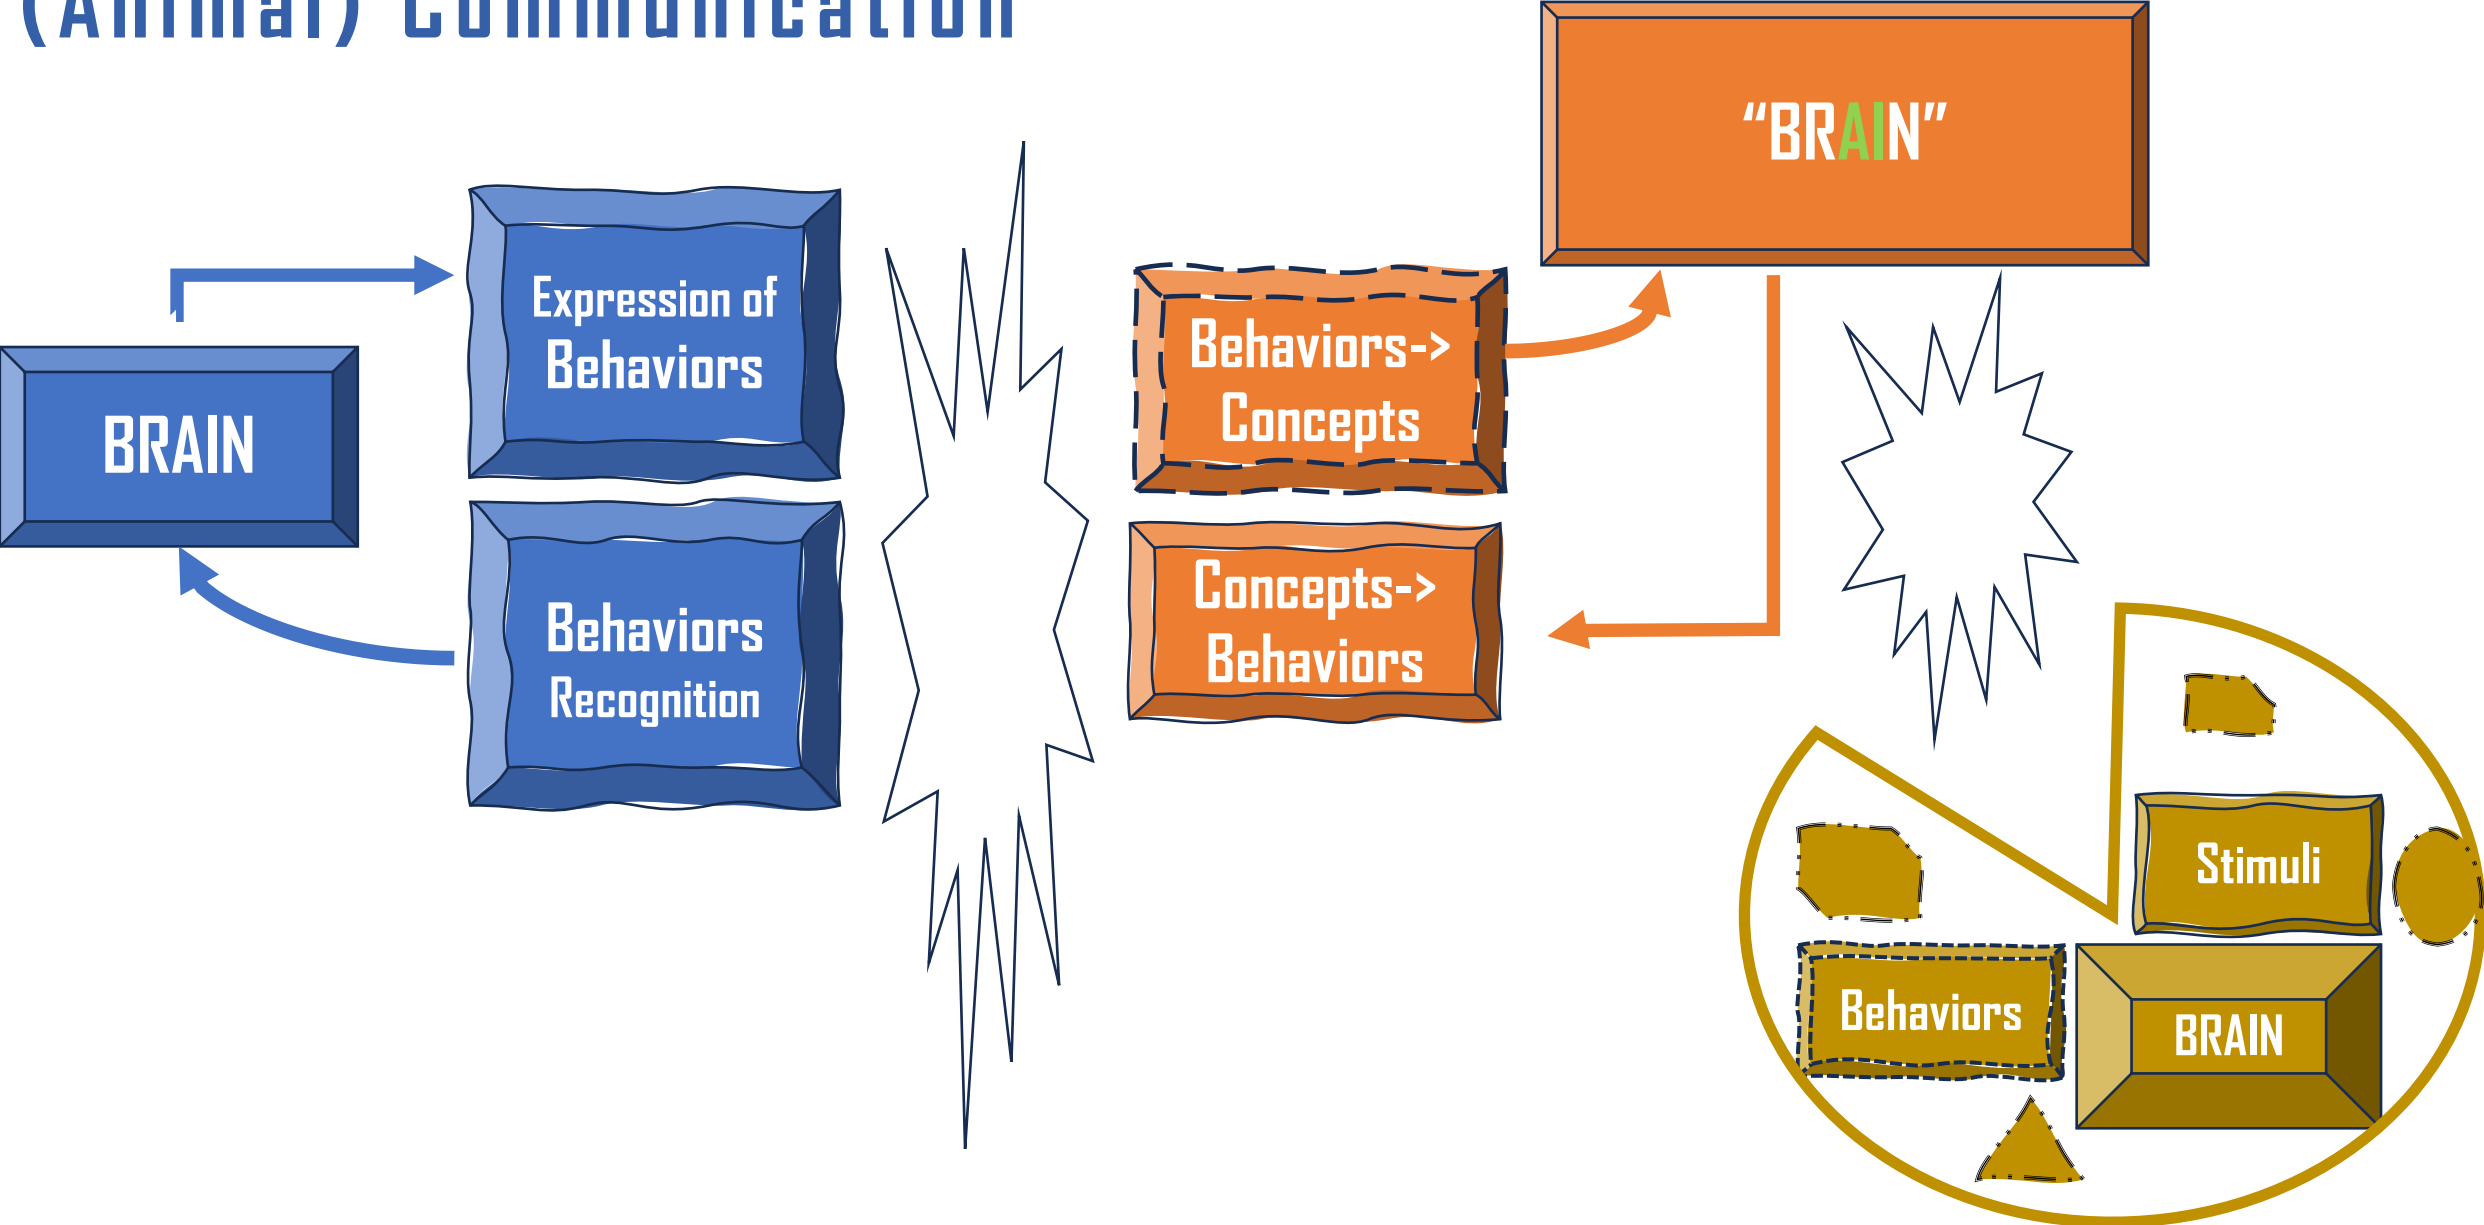 (Animal) Communication
“BRAIN”
Expression of
Behaviors
BRAIN
Behaviors
Recognition
Behaviors->
Concepts
Concepts->
Behaviors
Stimuli
Behaviors
BRAIN